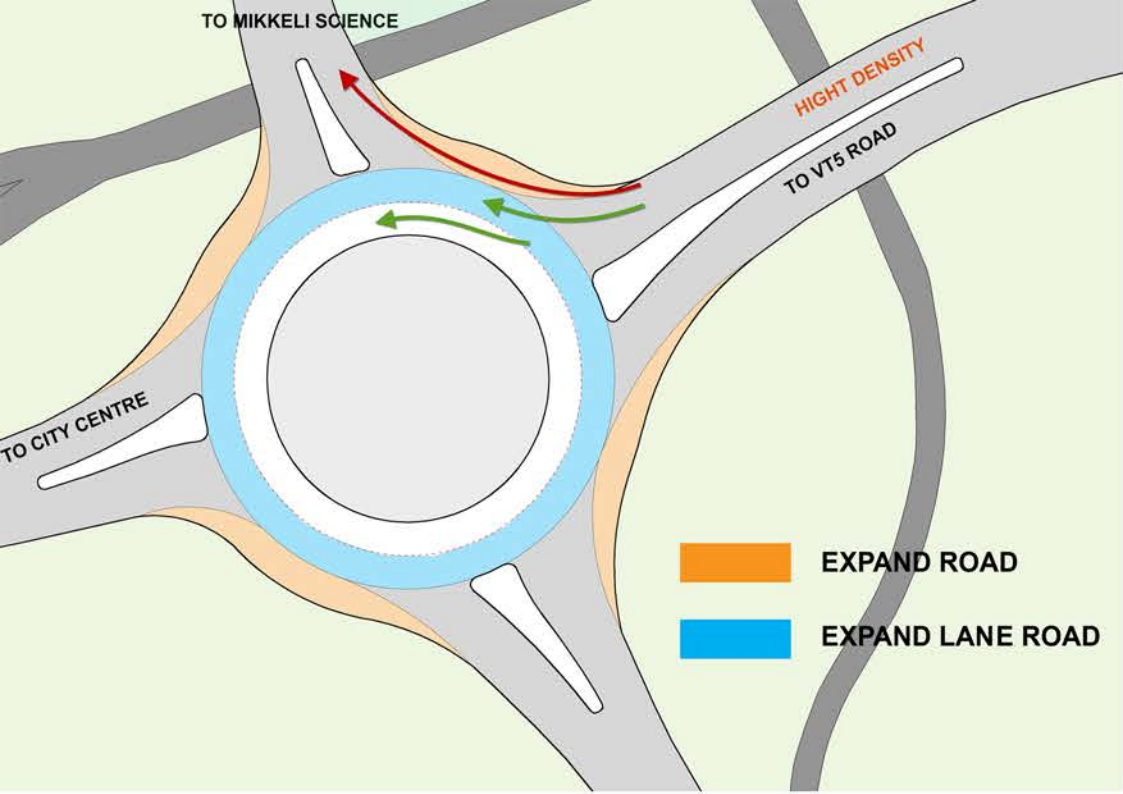 TO MIKKELI SCIENCE
HIGHT DENSITY
TO VT5 ROAD
TO CITY CENTRE
EXPAND ROAD
EXPAND LANE ROAD